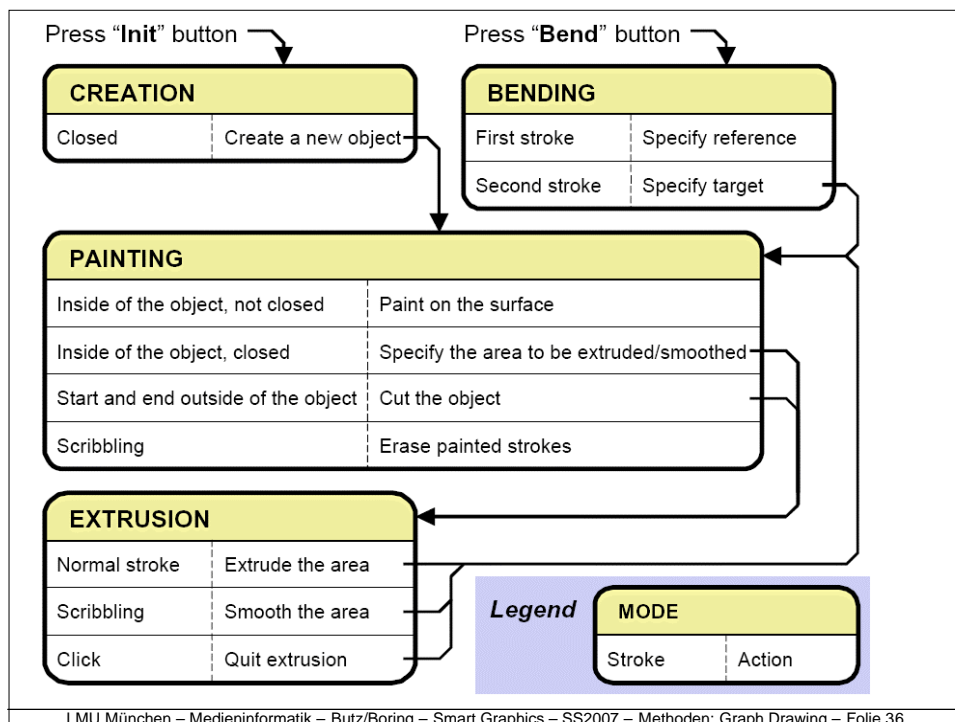 Press “Init” button
Press “Bend” button
CREATION
Closed Create a new object
BENDING
First stroke Specify reference
Second stroke Specify target
PAINTING
Inside of the object, not closed Paint on the surface
Inside of the object, closed Specify the area to be extruded/smoothed
Start and end outside of the object Cut the object
Scribbling Erase painted strokes
EXTRUSION
Normal stroke Extrude the area
Scribbling Smooth the area
Click Quit extrusion
Legend
MODE
Stroke Action
LMU München – Medieninformatik – Butz/Boring – Smart Graphics – SS2007 – Methoden: Graph Drawing – Folie 36